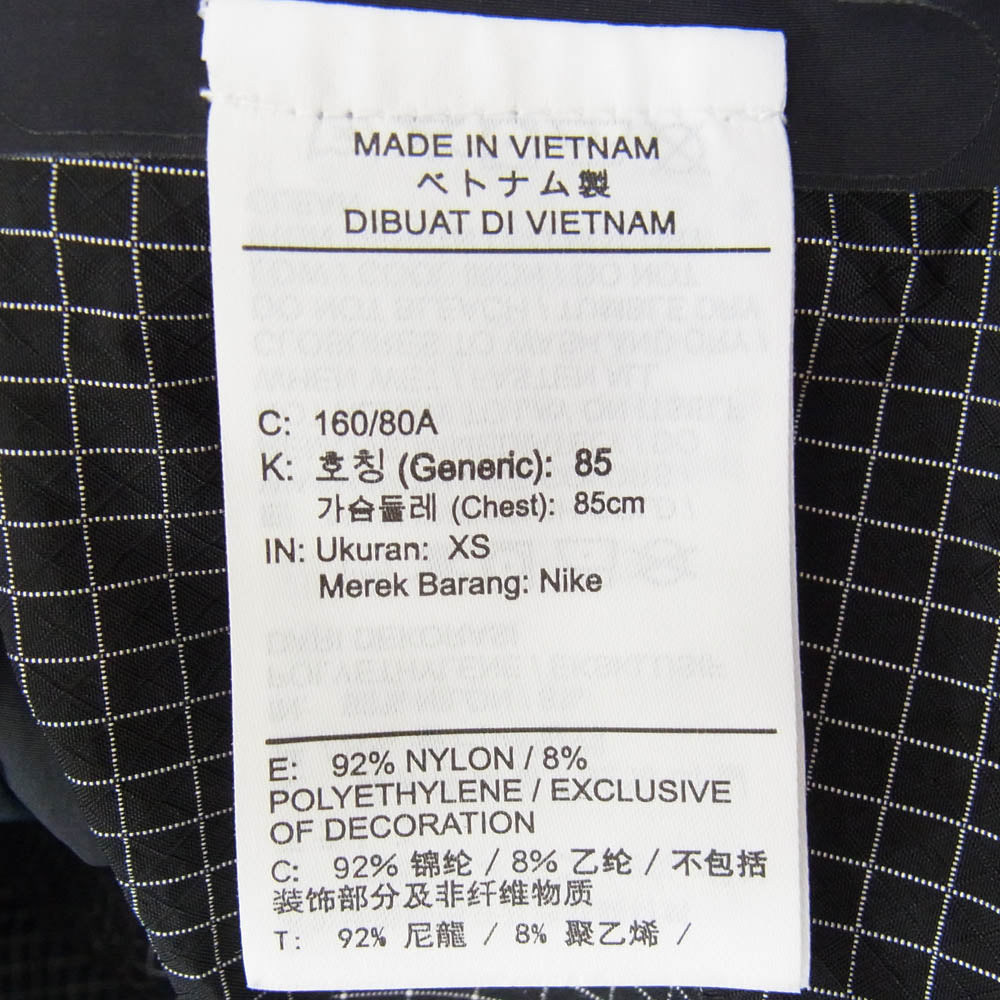 MADE IN VIETNAM
ベトナム製
DIBUAT DI VIETNAM
C: 160/80A
K: 호칭 (Generic): 85
가슴둘레 (Chest): 85cm
IN: Ukuran: XS
Merek Barang: Nike
E: 92% NYLON / 8%
POLYETHYLENE / EXCLUSIVE
OF DECORATION
C: 92% 锦纶 / 8% 乙纶 / 不包括
装饰部分及非纤维物质
T: 92% 尼龍 / 8% 聚乙烯 /